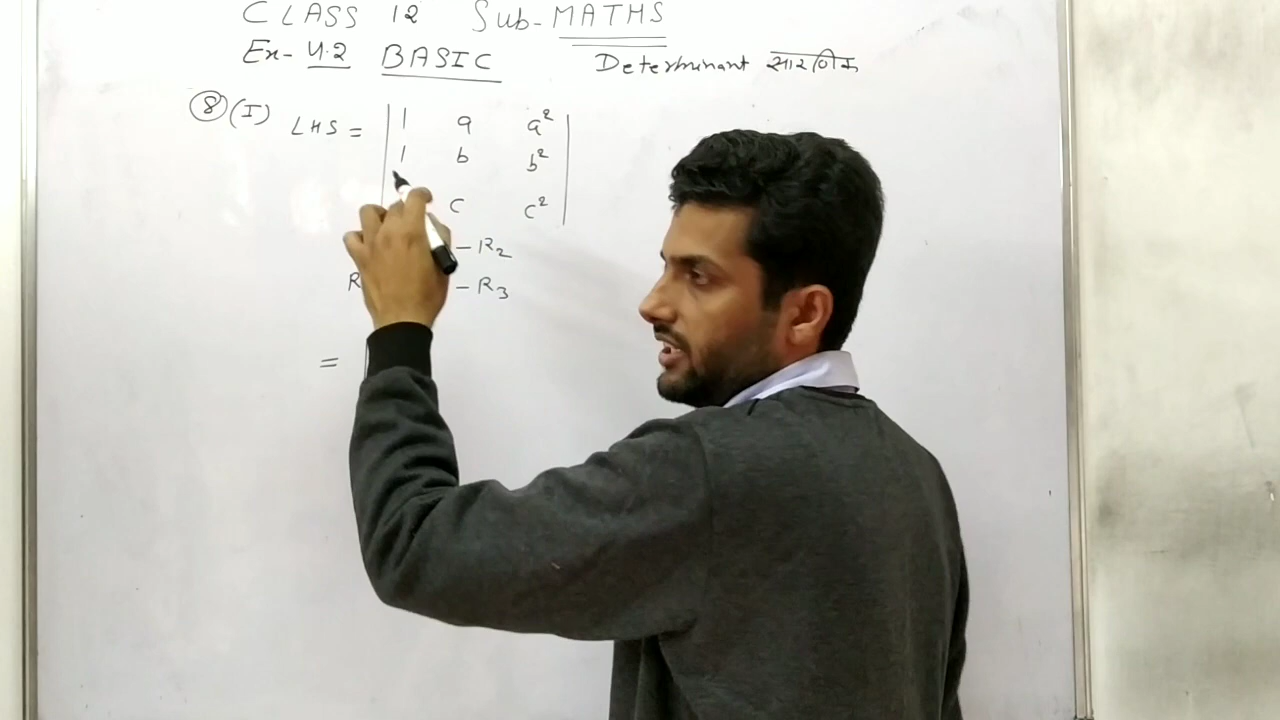 CLASS 12 Sub-MATHS
Ex-4.2 BASIC Determinant सारणिक
8 (I) LHS = | 1 a a² |
| 1 b b² |
c c² |
- R₂
R - R₃
= |